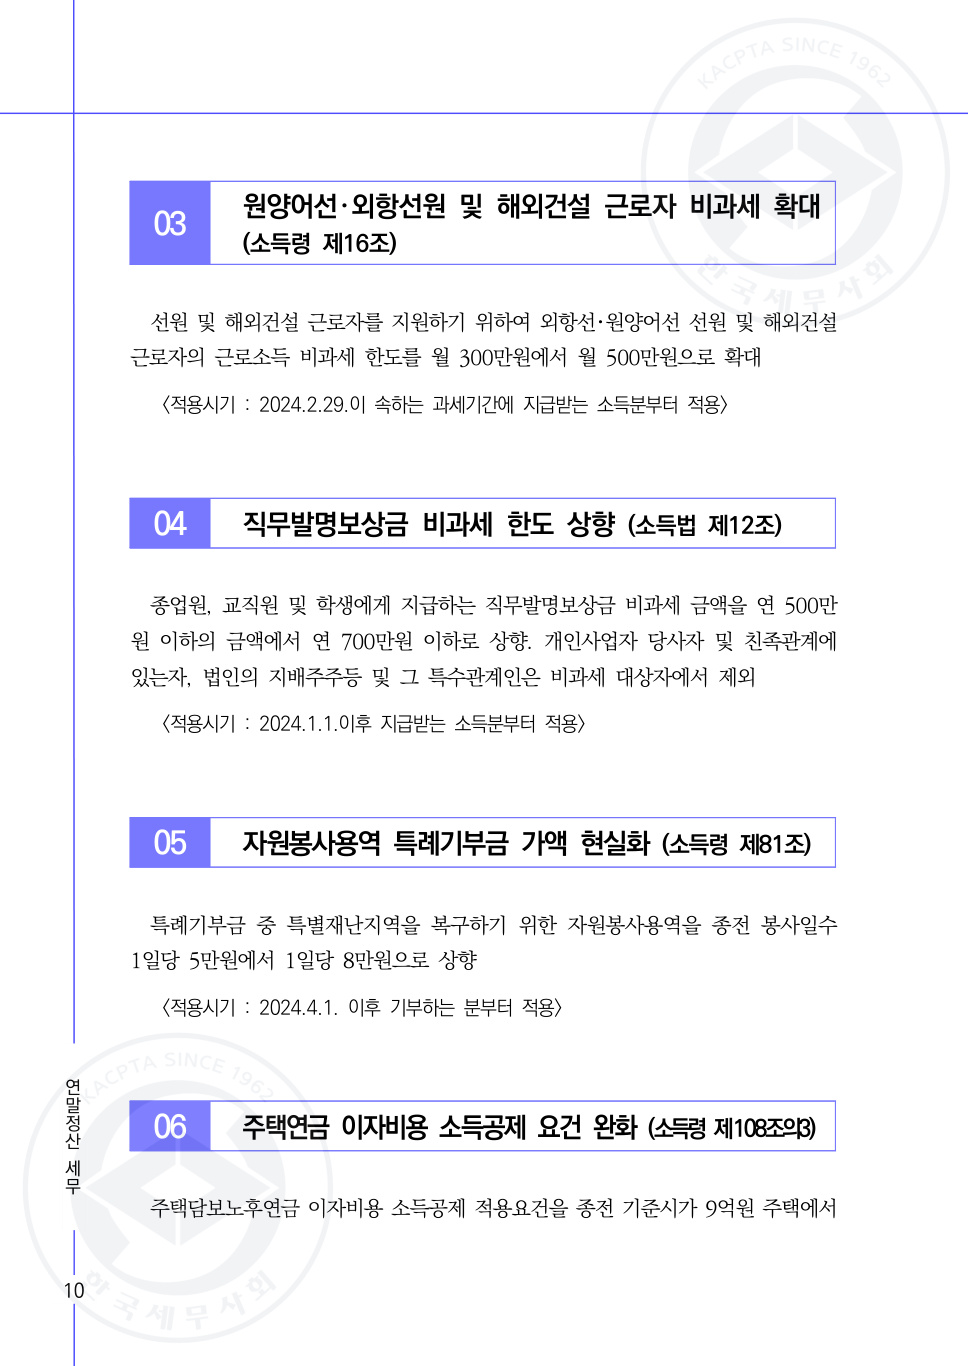 KACPTA SINCE 1962
한국세무사회
03
원양어선·외항선원 및 해외건설 근로자 비과세 확대
(소득령 제16조)
선원 및 해외건설 근로자를 지원하기 위하여 외항선·원양어선 선원 및 해외건설
근로자의 근로소득 비과세 한도를 월 300만원에서 월 500만원으로 확대
〈적용시기 : 2024.2.29.이 속하는 과세기간에 지급받는 소득분부터 적용〉
04
직무발명보상금 비과세 한도 상향 (소득법 제12조)
종업원, 교직원 및 학생에게 지급하는 직무발명보상금 비과세 금액을 연 500만
원 이하의 금액에서 연 700만원 이하로 상향. 개인사업자 당사자 및 친족관계에
있는자, 법인의 지배주주등 및 그 특수관계인은 비과세 대상자에서 제외
〈적용시기 : 2024.1.1.이후 지급받는 소득분부터 적용〉
05
자원봉사용역 특례기부금 가액 현실화 (소득령 제81조)
특례기부금 중 특별재난지역을 복구하기 위한 자원봉사용역을 종전 봉사일수
1일당 5만원에서 1일당 8만원으로 상향
〈적용시기 : 2024.4.1. 이후 기부하는 분부터 적용〉
06
주택연금 이자비용 소득공제 요건 완화 (소득령 제108조의3)
주택담보노후연금 이자비용 소득공제 적용요건을 종전 기준시가 9억원 주택에서
연말정산 세무
10
KACPTA SINCE 1962
한국세무사회